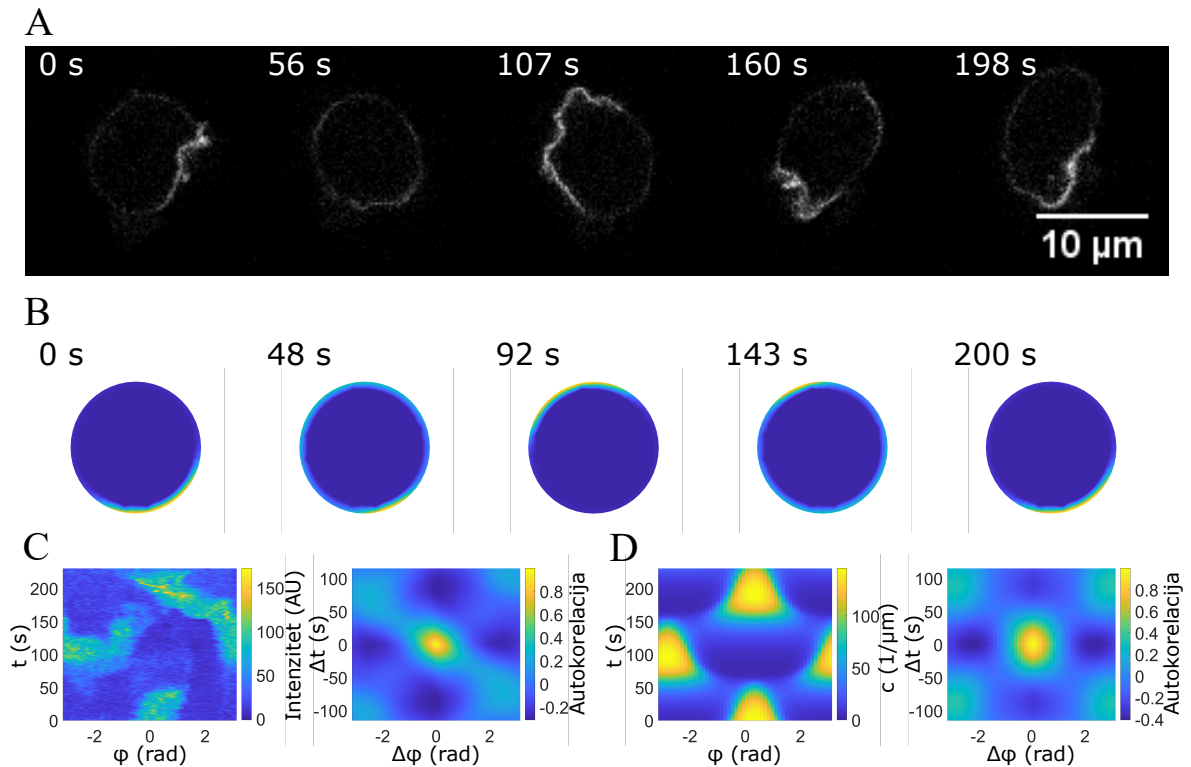 A
0 s 56 s 107 s 160 s 198 s
10 µm
B
0 s 48 s 92 s 143 s 200 s
C
200
150
100
50
0
t (s)
-2 0 2
φ (rad)
150
100
50
0
Intenzitet (AU)
100
50
0
-50
-100
Δt (s)
-2 0 2
Δφ (rad)
0.8
0.6
0.4
0.2
0
-0.2
Autokorelacija
D
200
150
100
50
0
t (s)
-2 0 2
φ (rad)
100
50
0
c (1/µm)
50
0
-50
-100
100
Δt (s)
-2 0 2
Δφ (rad)
0.8
0.6
0.4
0.2
0
-0.2
-0.4
Autokorelacija